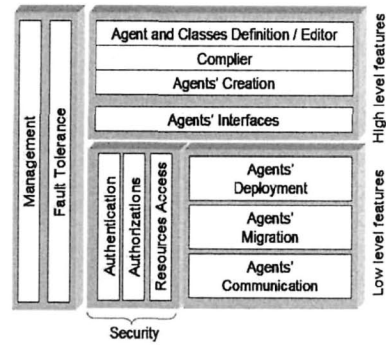 Agent and Classes Definition / Editor
Complier
Agents' Creation
Agents' Interfaces
High level features
Management
Fault Tolerance
Authentication
Authorizations
Resources Access
Agents'
Deployment
Agents'
Migration
Agents'
Communication
Low level features
Security